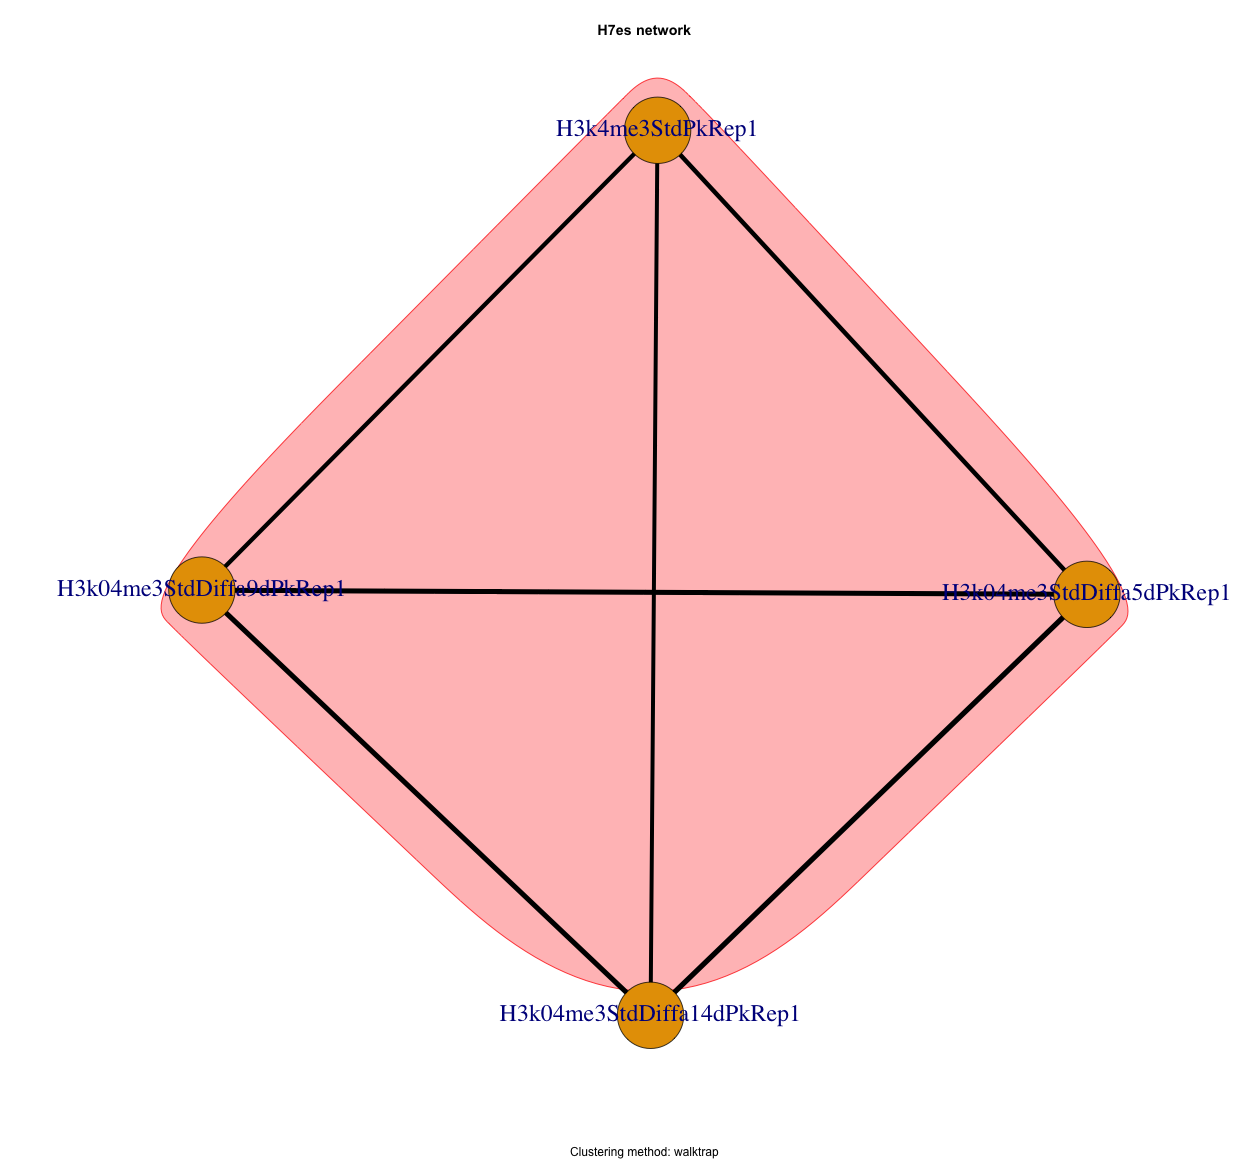 H7es network
H3k4me3StdPkRep1
H3k04me3StdDiffa9dPkRep1
H3k04me3StdDiffa5dPkRep1
H3k04me3StdDiffa14dPkRep1
Clustering method: walktrap